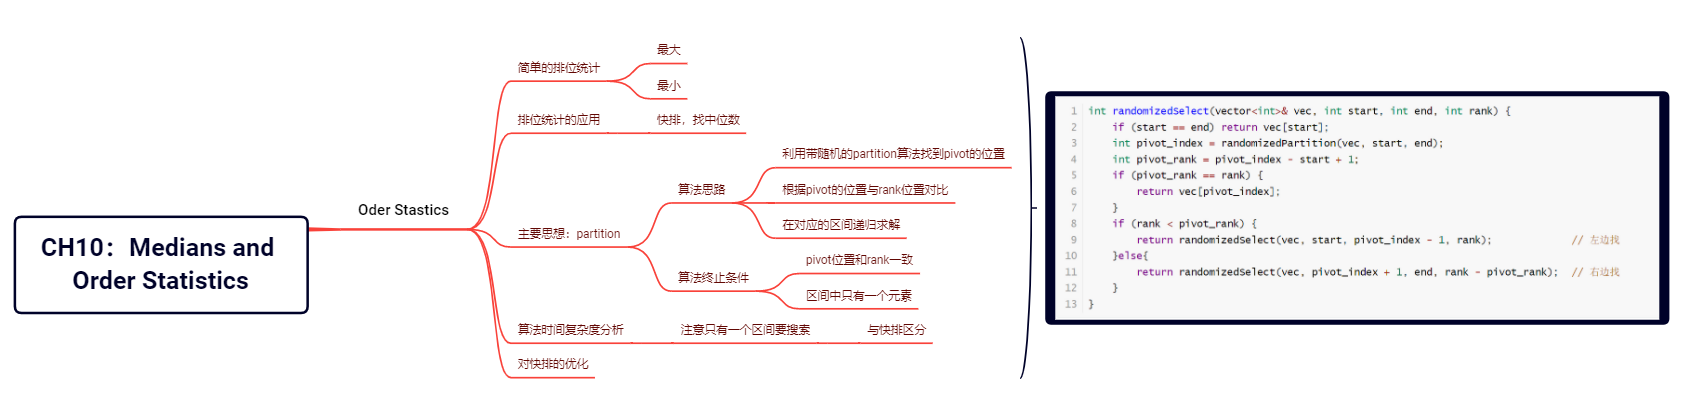 CH10：Medians and
Order Statistics
Oder Stastics
简单的排位统计
最大
最小
排位统计的应用
快排，找中位数
主要思想：partition
算法思路
利用带随机的partition算法找到pivot的位置
根据pivot的位置与rank位置对比
在对应的区间递归求解
算法终止条件
pivot位置和rank一致
区间中只有一个元素
算法时间复杂度分析
注意只有一个区间要搜索
与快排区分
对快排的优化
1 int randomizedSelect(vector<int>& vec, int start, int end, int rank) {
2     if (start == end) return vec[start];
3     int pivot_index = randomizedPartition(vec, start, end);
4     int pivot_rank = pivot_index - start + 1;
5     if (pivot_rank == rank) {
6         return vec[pivot_index];
7     }
8     if (rank < pivot_rank) {
9         return randomizedSelect(vec, start, pivot_index - 1, rank);             // 左边找
10     }else{
11         return randomizedSelect(vec, pivot_index + 1, end, rank - pivot_rank);  // 右边找
12     }
13 }